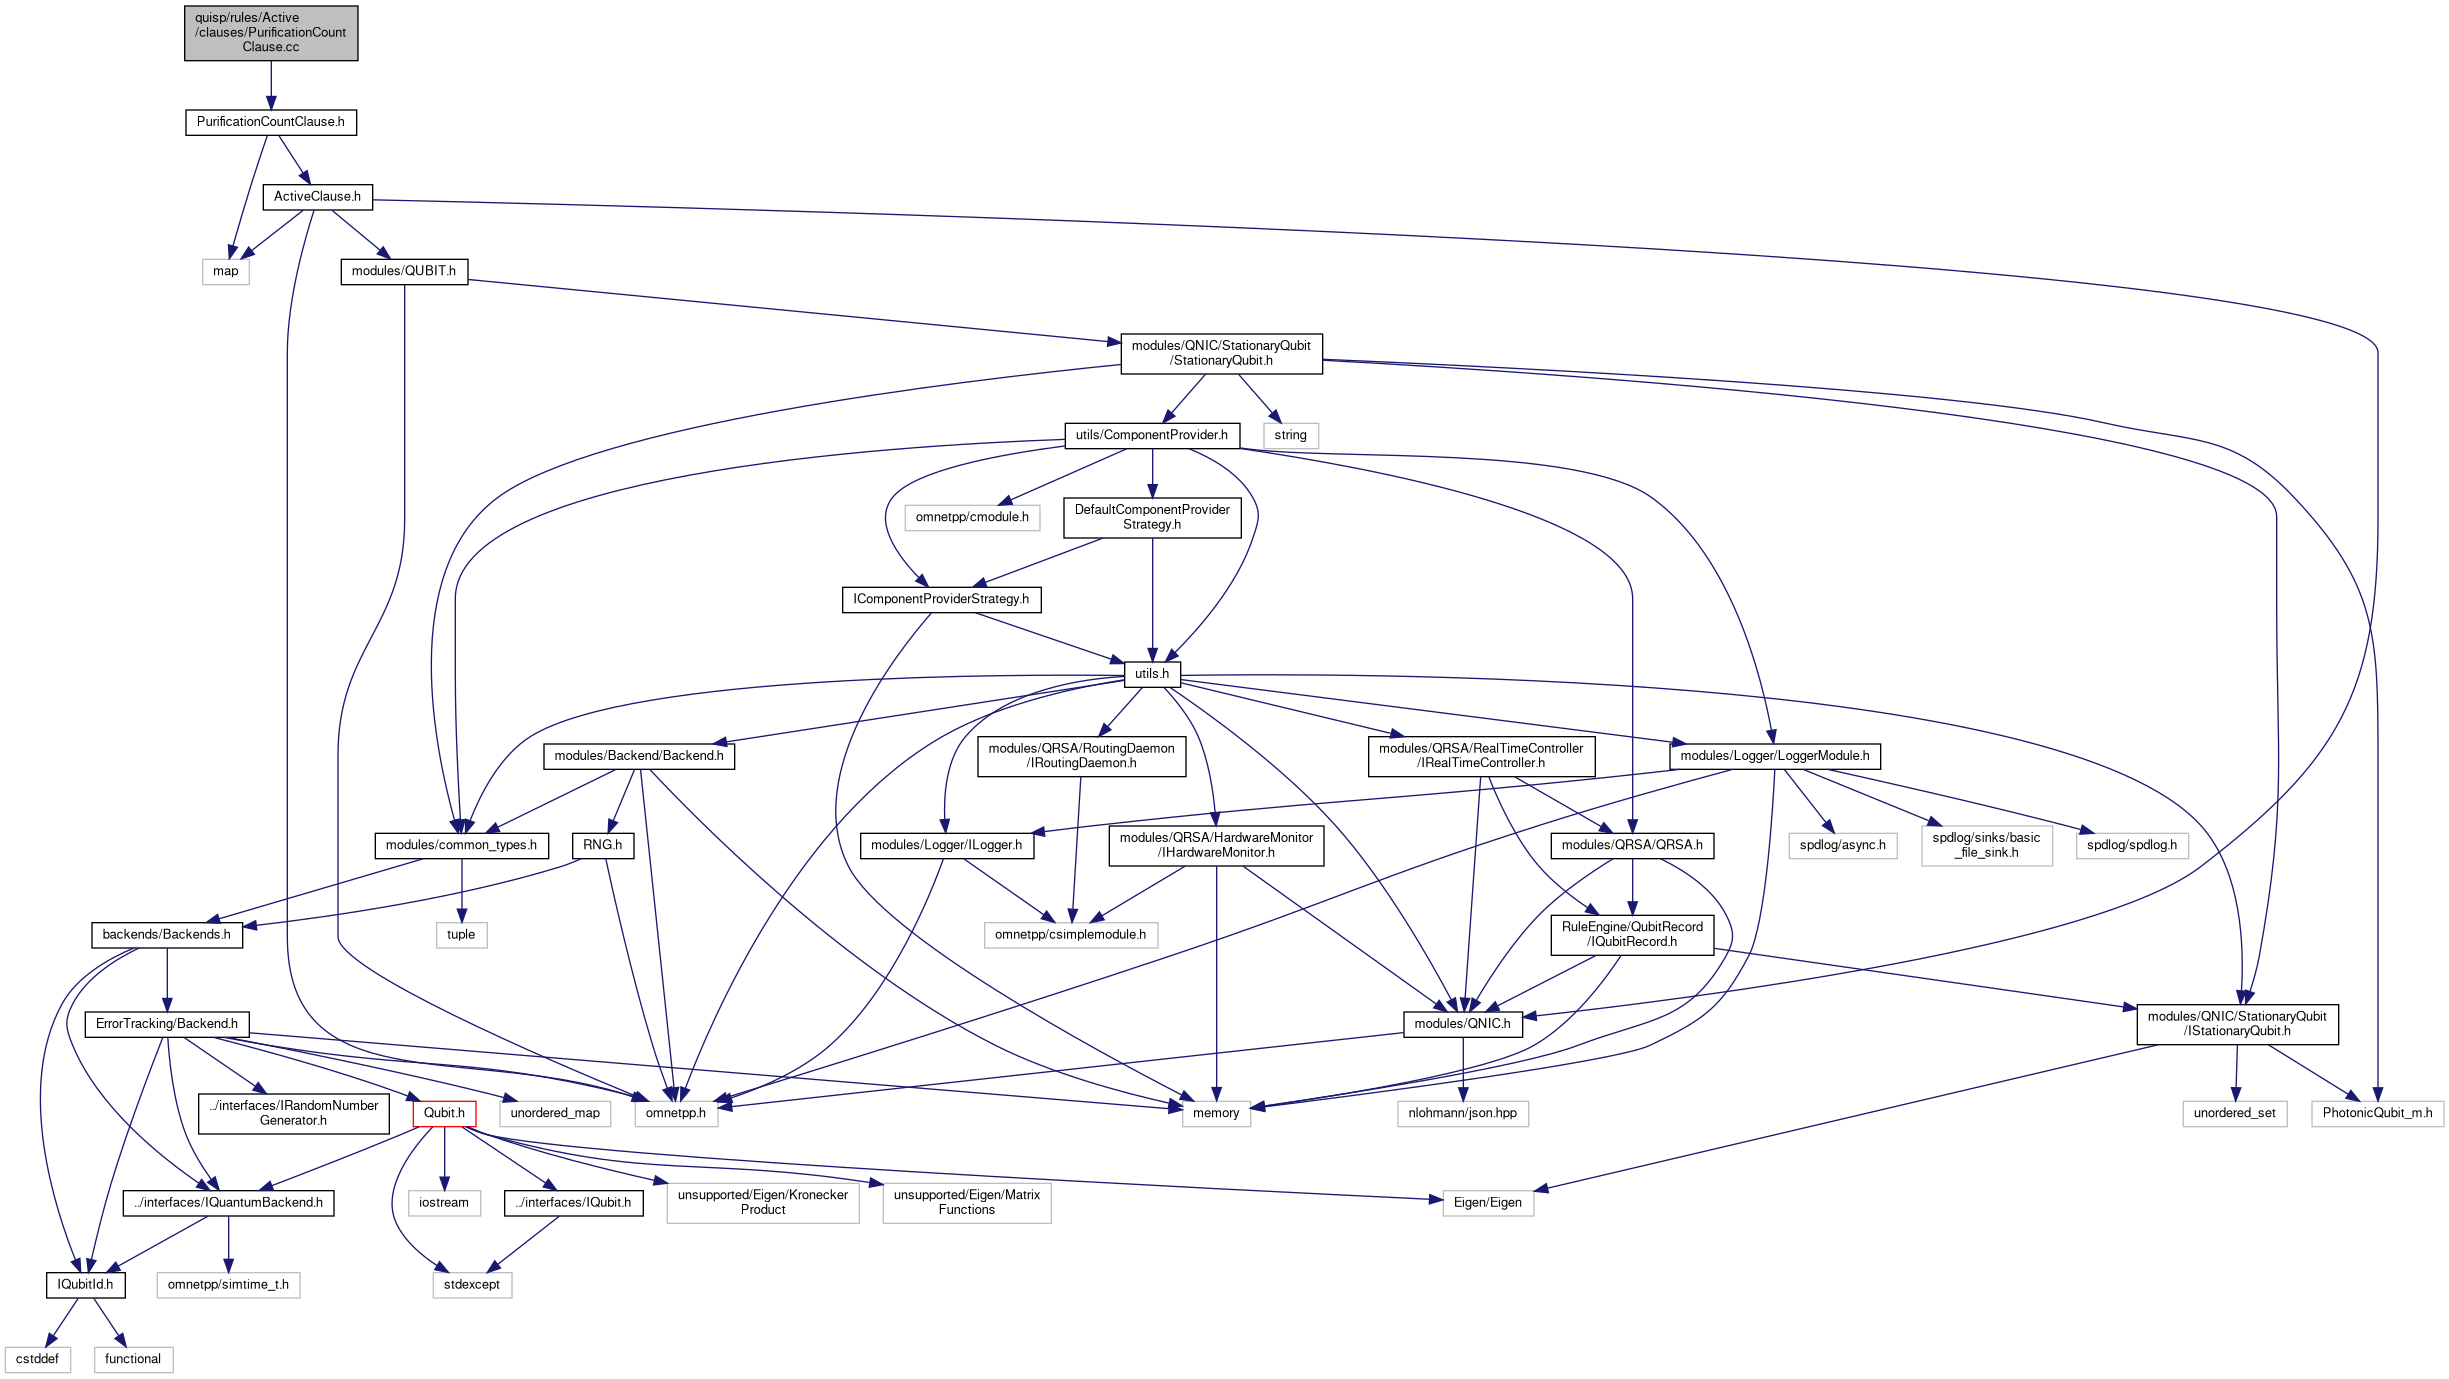 quisp/rules/Active
/clauses/PurificationCount
Clause.cc
PurificationCountClause.h
ActiveClause.h
map
modules/QUBIT.h
modules/QNIC/StationaryQubit
/StationaryQubit.h
utils/ComponentProvider.h
string
omnetpp/cmodule.h
DefaultComponentProvider
Strategy.h
IComponentProviderStrategy.h
utils.h
modules/Backend/Backend.h
modules/QRSA/RoutingDaemon
/IRoutingDaemon.h
modules/QRSA/RealTimeController
/IRealTimeController.h
modules/Logger/LoggerModule.h
modules/common_types.h
RNG.h
modules/Logger/ILogger.h
modules/QRSA/HardwareMonitor
/IHardwareMonitor.h
modules/QRSA/QRSA.h
spdlog/async.h
spdlog/sinks/basic
_file_sink.h
spdlog/spdlog.h
backends/Backends.h
tuple
omnetpp/csimplemodule.h
RuleEngine/QubitRecord
/IQubitRecord.h
ErrorTracking/Backend.h
modules/QNIC.h
modules/QNIC/StationaryQubit
/IStationaryQubit.h
../interfaces/IRandomNumber
Generator.h
Qubit.h
unordered_map
omnetpp.h
memory
nlohmann/json.hpp
unordered_set
PhotonicQubit_m.h
../interfaces/IQuantumBackend.h
iostream
../interfaces/IQubit.h
unsupported/Eigen/Kronecker
Product
unsupported/Eigen/Matrix
Functions
Eigen/Eigen
IQubitId.h
omnetpp/simtime_t.h
stdexcept
cstddef
functional